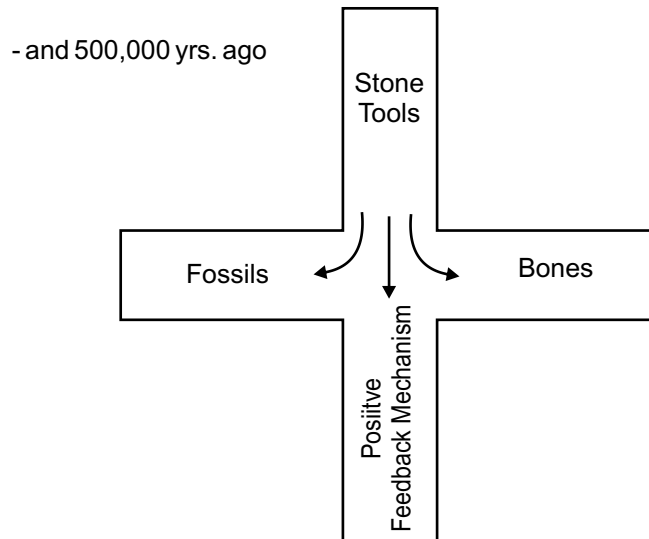 - and 500,000 yrs. ago
Stone
Tools
Fossils
Bones
Posiitve
Feedback Mechanism